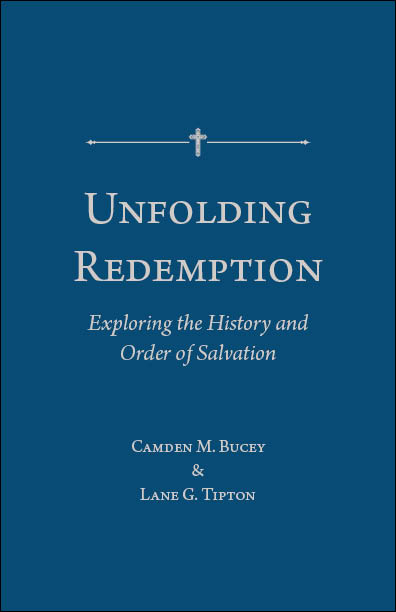 Unfolding
Redemption
Exploring the History and
Order of Salvation
Camden M. Bucey
&
Lane G. Tipton